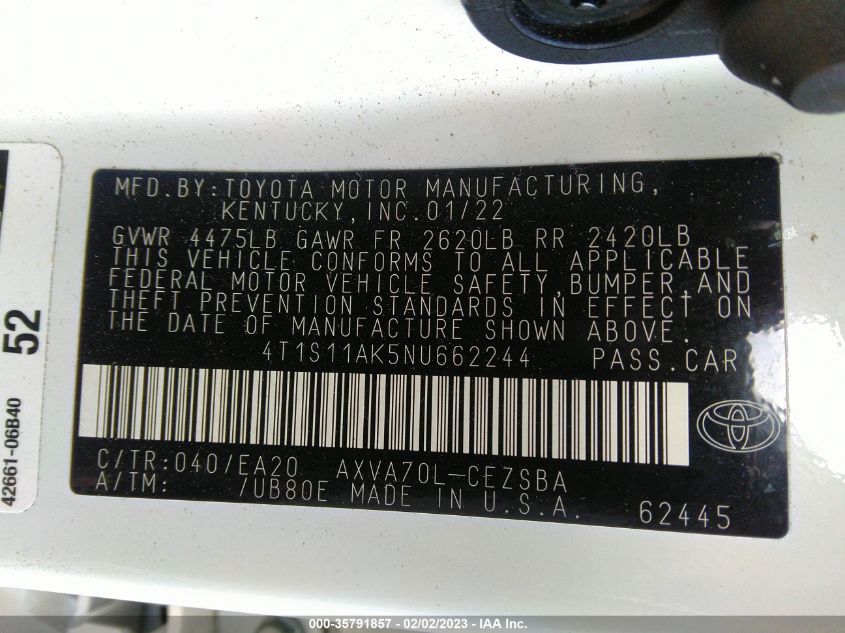 MFD.BY:TOYOTA MOTOR MANUFACTURING,
KENTUCKY,INC.01/22
GVWR 4475LB GAWR FR 2620LB RR 2420LB
THIS VEHICLE CONFORMS TO ALL APPLICABLE
FEDERAL MOTOR VEHICLE SAFETY,BUMPER,AND
THEFT PREVENTION STANDARDS IN EFFECT ON
THE DATE OF MANUFACTURE SHOWN ABOVE.
4T1S11AK5NU662244 PASS.CAR
C/TR:040/EA20 AXVA70L-CEZSBA
A/TM: /UB80E MADE IN U.S.A. 62445
52
42661-06B40
000-35791857 - 02/02/2023 - IAA Inc.